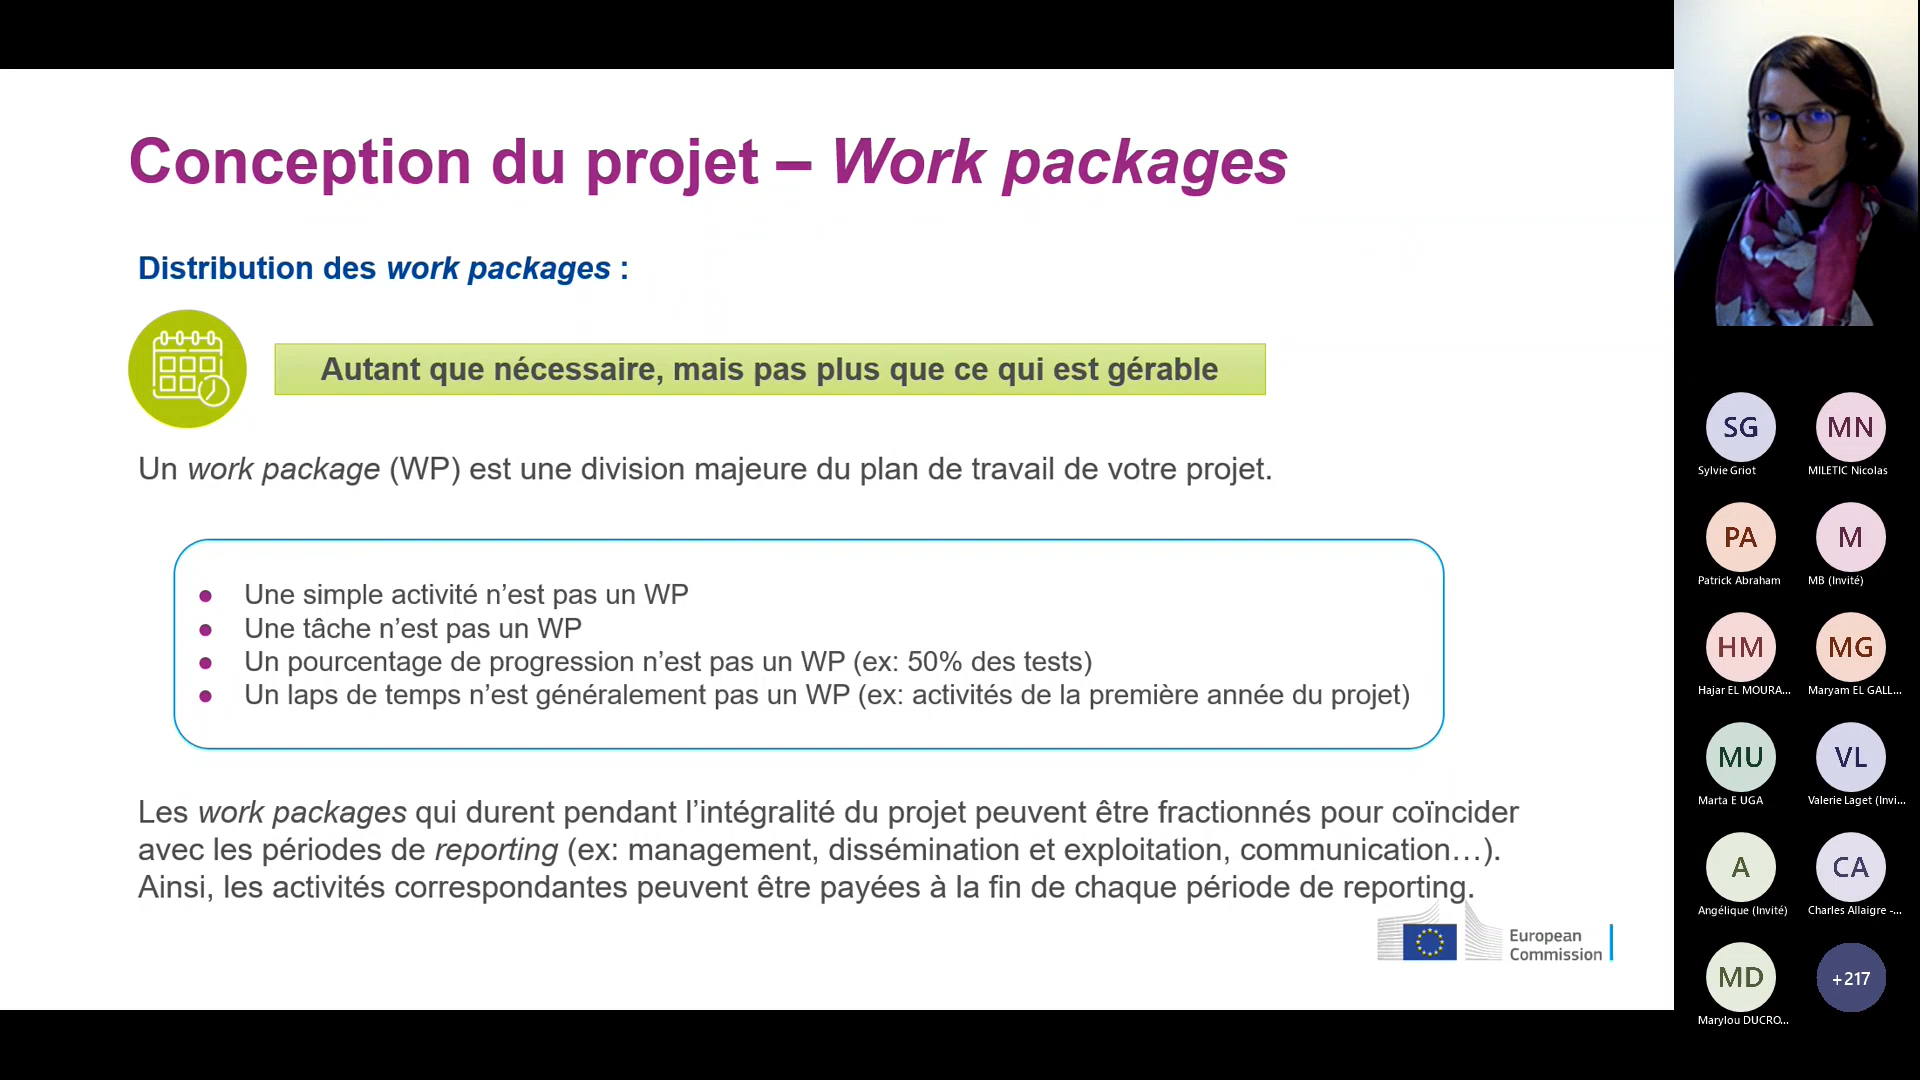 Conception du projet – Work packages
Distribution des work packages :
Autant que nécessaire, mais pas plus que ce qui est gérable
Un work package (WP) est une division majeure du plan de travail de votre projet.
● Une simple activité n’est pas un WP
● Une tâche n’est pas un WP
● Un pourcentage de progression n’est pas un WP (ex: 50% des tests)
● Un laps de temps n’est généralement pas un WP (ex: activités de la première année du projet)
Les work packages qui durent pendant l’intégralité du projet peuvent être fractionnés pour coïncider
avec les périodes de reporting (ex: management, dissémination et exploitation, communication…).
Ainsi, les activités correspondantes peuvent être payées à la fin de chaque période de reporting.
European
Commission
SG
Sylvie Griot
MN
MILETIC Nicolas
PA
Patrick Abraham
M
MB (Invité)
HM
Hajar EL MOURA...
MG
Maryam EL GALL...
MU
Marta E UGA
VL
Valerie Laget (Invi...
A
Angélique (Invité)
CA
Charles Allaigre -...
MD
Marylou DUCRO...
+217